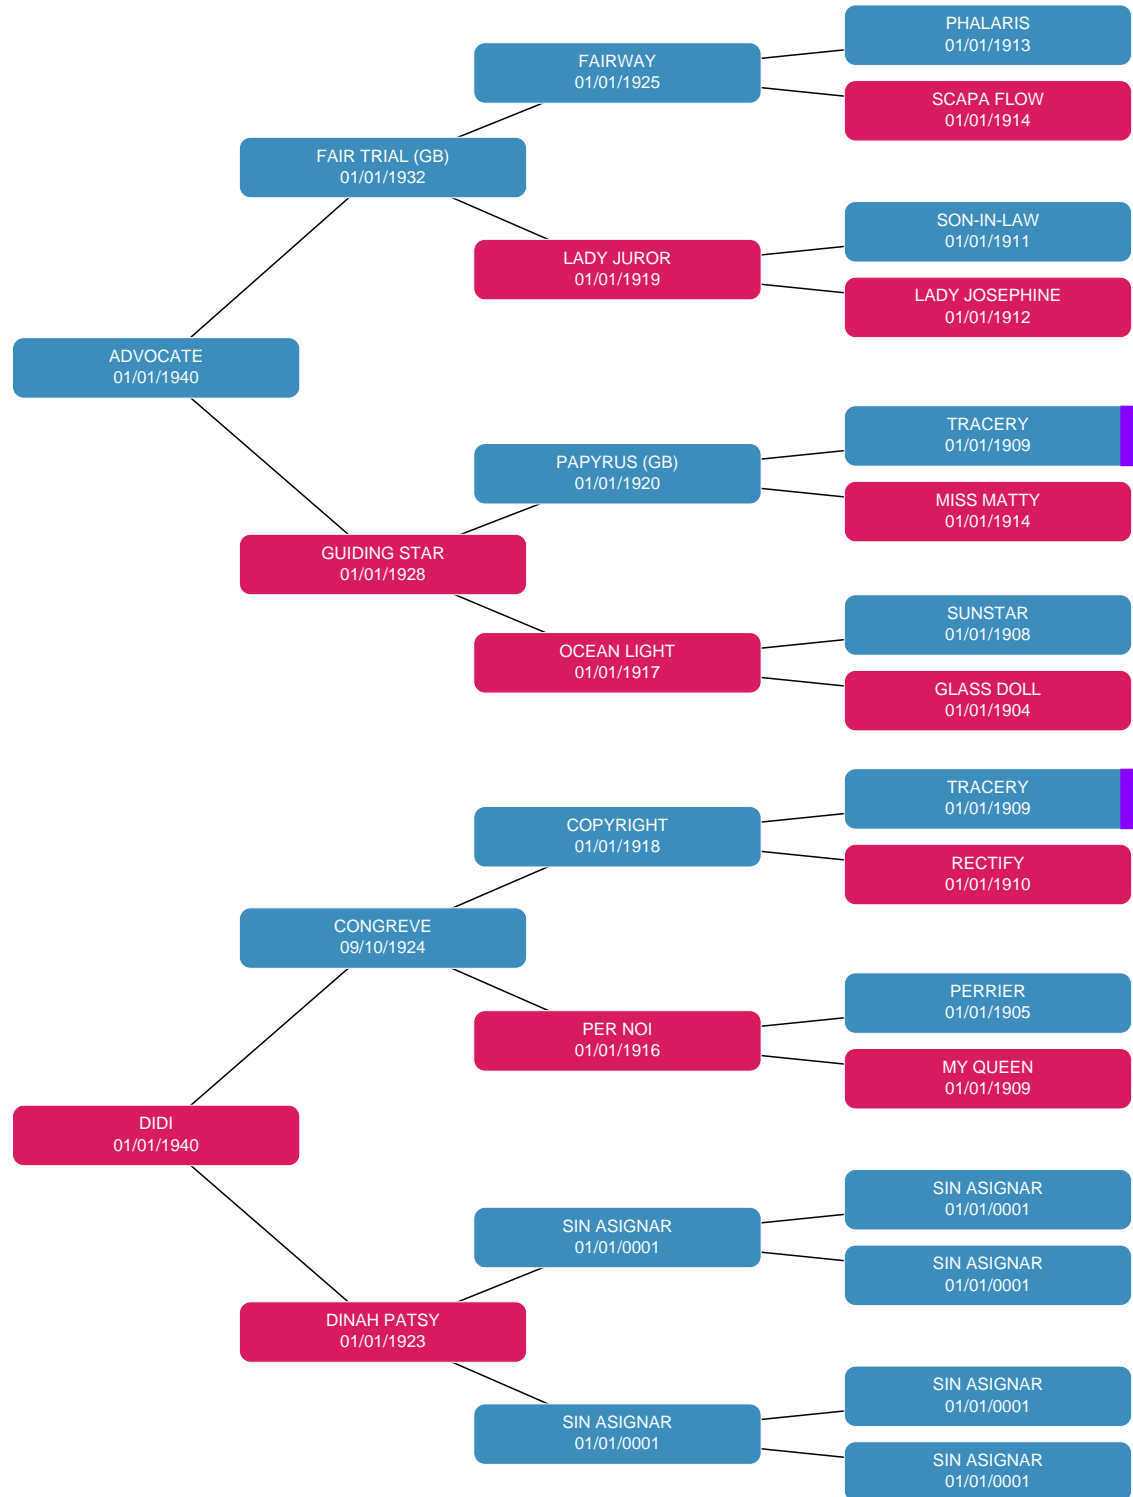 PHALARIS
01/01/1913
FAIRWAY
01/01/1925
SCAPA FLOW
01/01/1914
FAIR TRIAL (GB)
01/01/1932
SON-IN-LAW
01/01/1911
LADY JUROR
01/01/1919
LADY JOSEPHINE
01/01/1912
ADVOCATE
01/01/1940
TRACERY
01/01/1909
PAPYRUS (GB)
01/01/1920
MISS MATTY
01/01/1914
GUIDING STAR
01/01/1928
SUNSTAR
01/01/1908
OCEAN LIGHT
01/01/1917
GLASS DOLL
01/01/1904
TRACERY
01/01/1909
COPYRIGHT
01/01/1918
RECTIFY
01/01/1910
CONGREVE
09/10/1924
PERRIER
01/01/1905
PER NOI
01/01/1916
MY QUEEN
01/01/1909
DIDI
01/01/1940
SIN ASIGNAR
01/01/0001
SIN ASIGNAR
01/01/0001
SIN ASIGNAR
01/01/0001
DINAH PATSY
01/01/1923
SIN ASIGNAR
01/01/0001
SIN ASIGNAR
01/01/0001
SIN ASIGNAR
01/01/0001